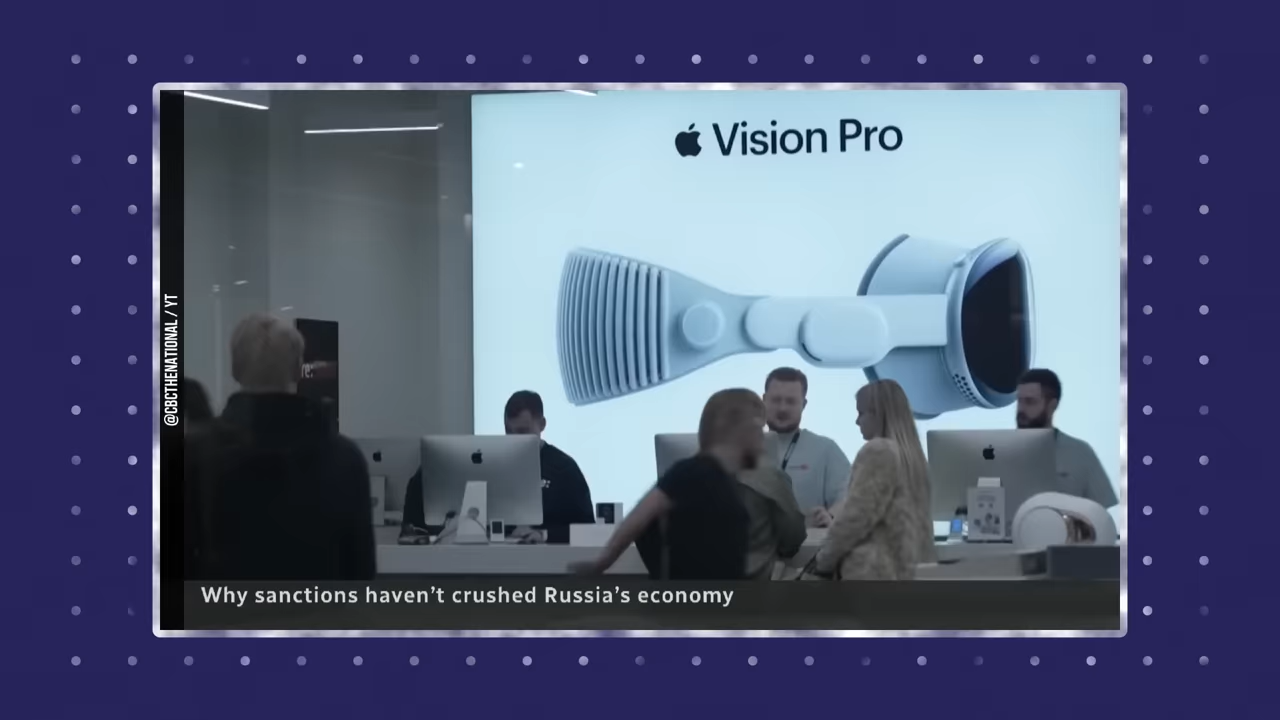 Vision Pro
@CBCTHENATIONAL / YT
Why sanctions haven't crushed Russia's economy